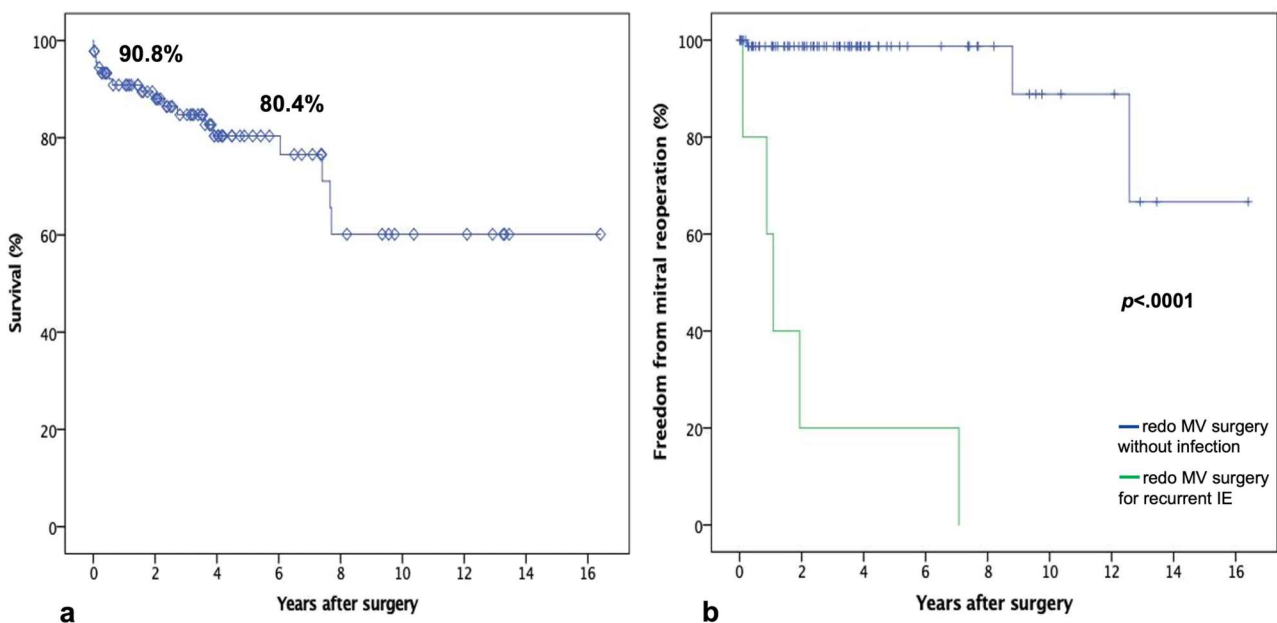 100
90.8%
80.4%
80
60
40
20
0
Survival (%)
0 2 4 6 8 10 12 14 16
Years after surgery
a
100
80
60
40
20
0
Freedom from mitral reoperation (%)
p<.0001
redo MV surgery
without infection
redo MV surgery
for recurrent IE
0 2 4 6 8 10 12 14 16
Years after surgery
b